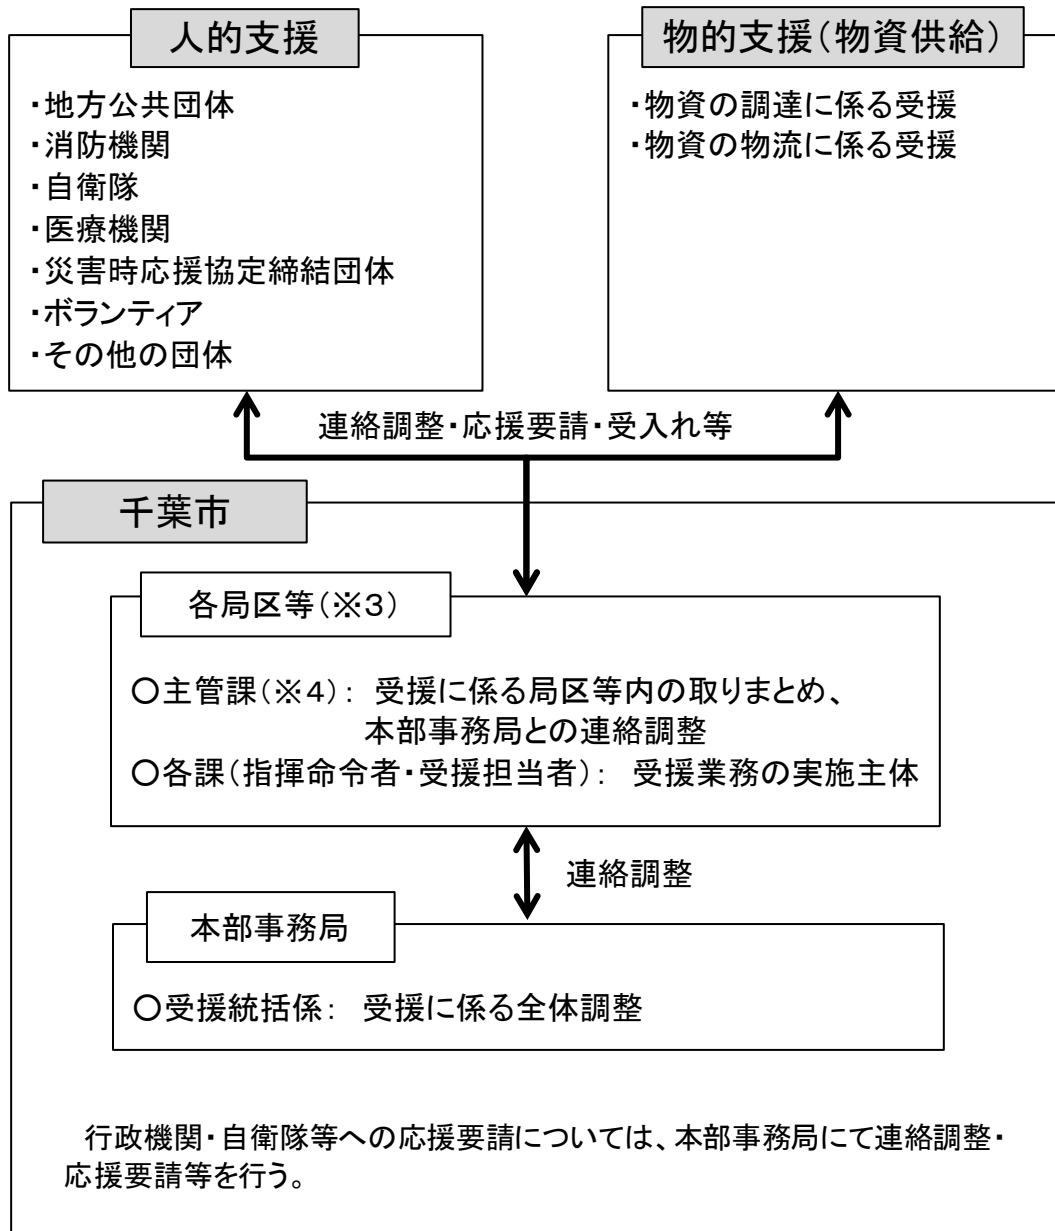 人的支援
・地方公共団体
・消防機関
・自衛隊
・医療機関
・災害時応援協定締結団体
・ボランティア
・その他の団体
物的支援（物資供給）
・物資の調達に係る受援
・物資の物流に係る受援
連絡調整・応援要請・受入れ等
千葉市
各局区等（※３）
○主管課（※４）：　受援に係る局区等内の取りまとめ、
本部事務局との連絡調整
○各課（指揮命令者・受援担当者）：　受援業務の実施主体
連絡調整
本部事務局
○受援統括係：　受援に係る全体調整
行政機関・自衛隊等への応援要請については、本部事務局にて連絡調整・
応援要請等を行う。